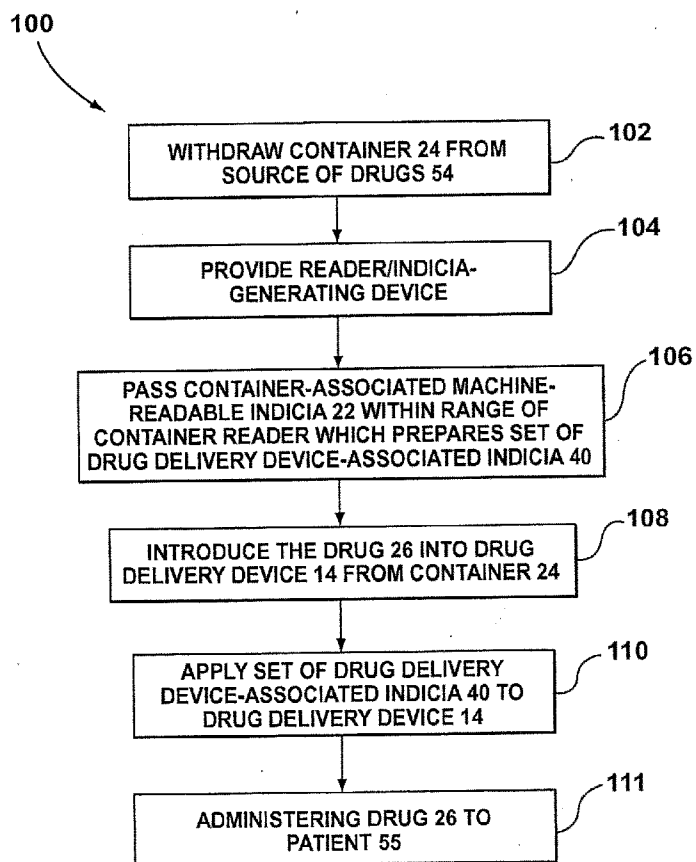 100
WITHDRAW CONTAINER 24 FROM
SOURCE OF DRUGS 54
102
PROVIDE READER/INDICIA-
GENERATING DEVICE
104
PASS CONTAINER-ASSOCIATED MACHINE-
READABLE INDICIA 22 WITHIN RANGE OF
CONTAINER READER WHICH PREPARES SET OF
DRUG DELIVERY DEVICE-ASSOCIATED INDICIA 40
106
INTRODUCE THE DRUG 26 INTO DRUG
DELIVERY DEVICE 14 FROM CONTAINER 24
108
APPLY SET OF DRUG DELIVERY
DEVICE-ASSOCIATED INDICIA 40 TO
DRUG DELIVERY DEVICE 14
110
ADMINISTERING DRUG 26 TO
PATIENT 55
111